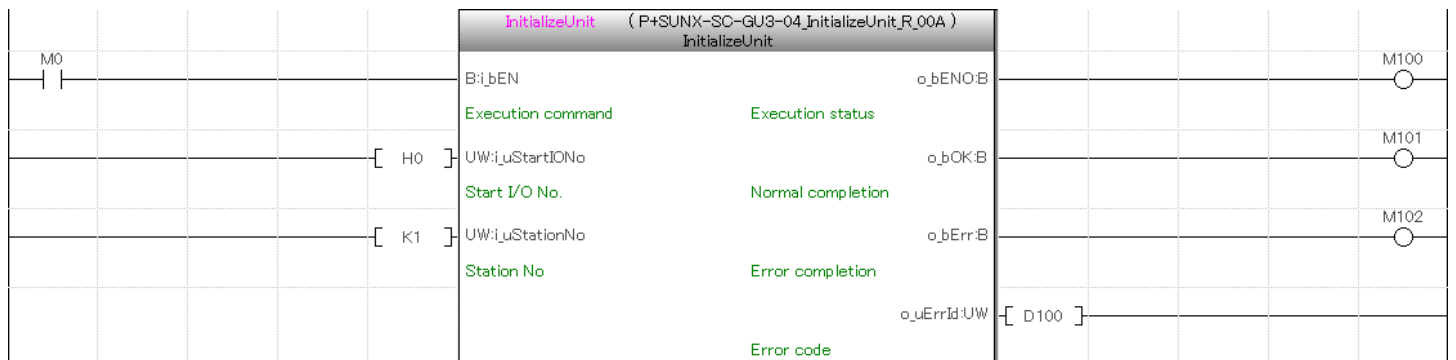 InitializeUnit (P+SUNX-SC-GU3-04_InitializeUnit_R_00A)
InitializeUnit
M0
B:i_bEN
o_bENO:B
M100
Execution command
Execution status
H0
UW:i_uStartIONo
o_bOK:B
M101
Start I/O No.
Normal completion
K1
UW:i_uStationNo
o_bErr:B
M102
Station No
Error completion
o_uErrId:UW
D100
Error code